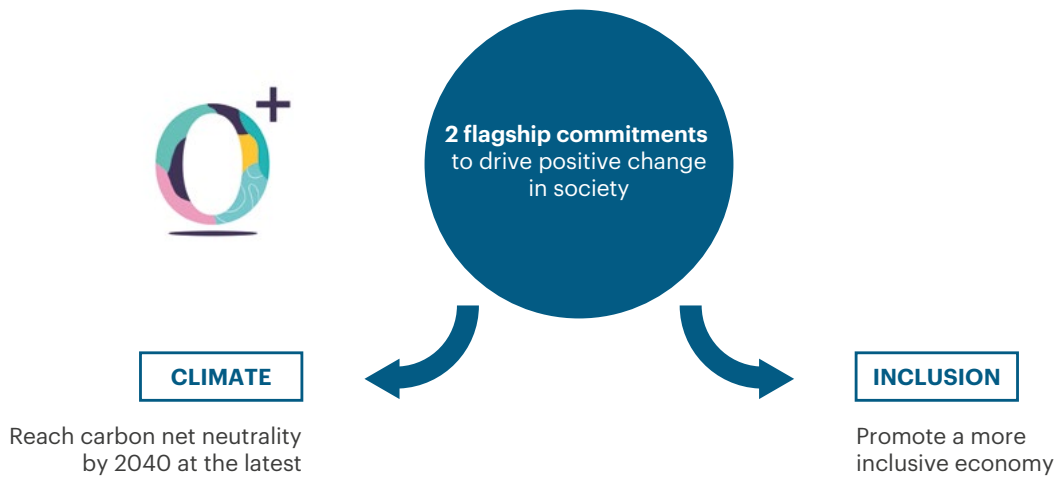 O+
2 flagship commitments
to drive positive change
in society
CLIMATE
INCLUSION
Reach carbon net neutrality
by 2040 at the latest
Promote a more
inclusive economy